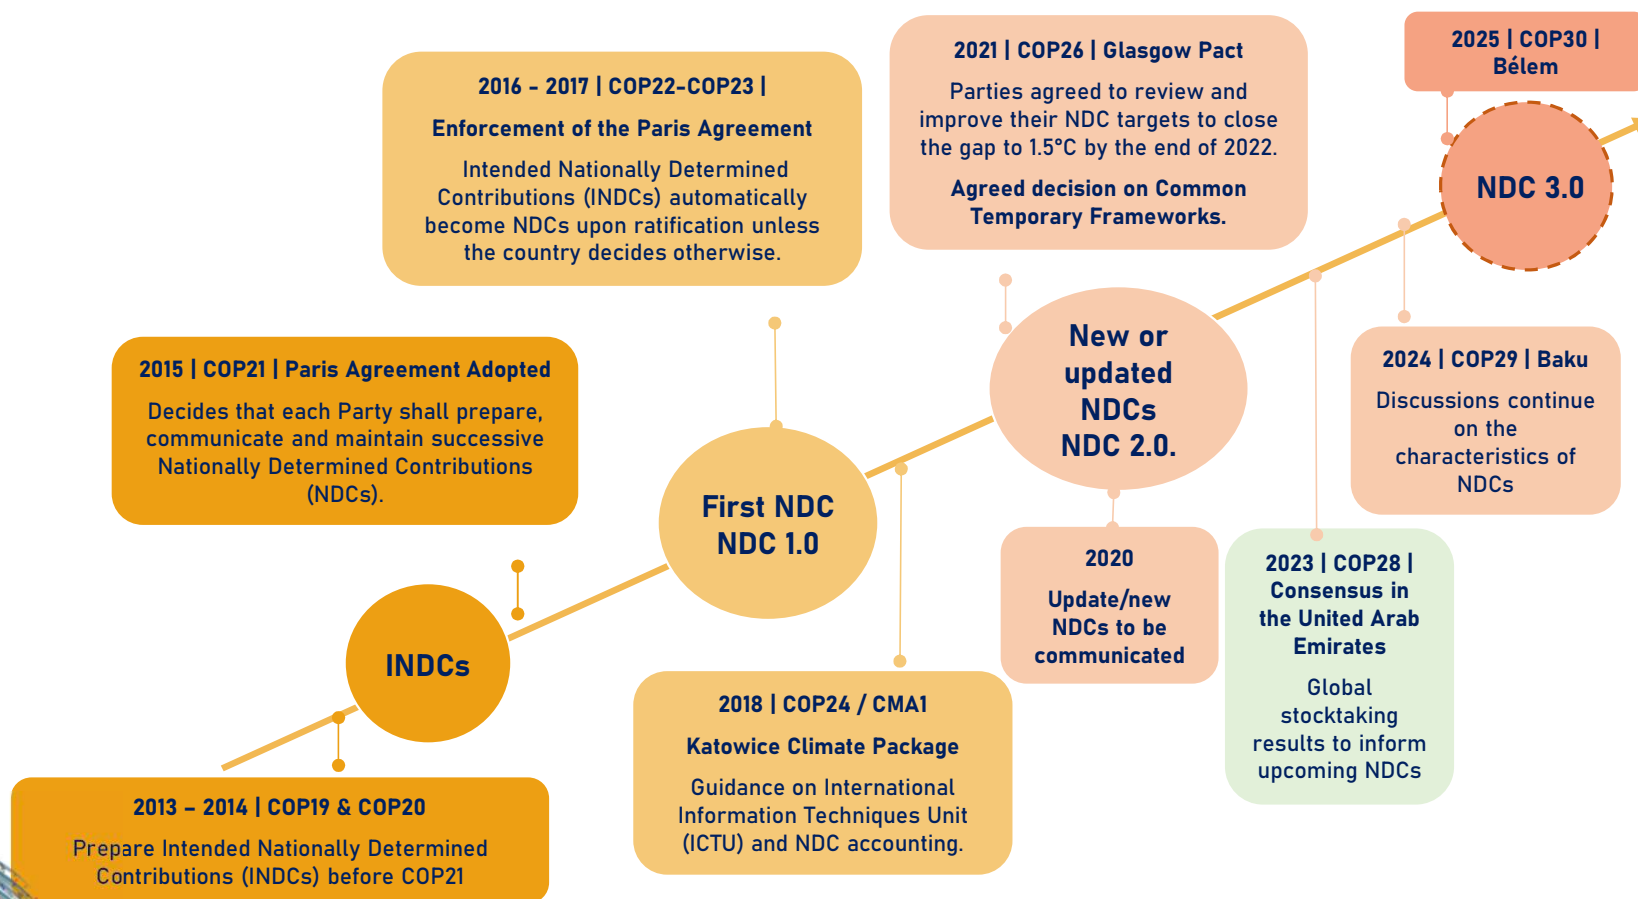 2013 – 2014 | COP19 & COP20
Prepare Intended Nationally Determined
Contributions (INDCs) before COP21
INDCs
2015 | COP21 | Paris Agreement Adopted
Decides that each Party shall prepare,
communicate and maintain successive
Nationally Determined Contributions
(NDCs).
2016 - 2017 | COP22-COP23 |
Enforcement of the Paris Agreement
Intended Nationally Determined
Contributions (INDCs) automatically
become NDCs upon ratification unless
the country decides otherwise.
First NDC
NDC 1.0
2018 | COP24 / CMA1
Katowice Climate Package
Guidance on International
Information Techniques Unit
(ICTU) and NDC accounting.
2021 | COP26 | Glasgow Pact
Parties agreed to review and
improve their NDC targets to close
the gap to 1.5°C by the end of 2022.
Agreed decision on Common
Temporary Frameworks.
New or
updated
NDCs
NDC 2.0.
2020
Update/new
NDCs to be
communicated
2023 | COP28 |
Consensus in
the United Arab
Emirates
Global
stocktaking
results to inform
upcoming NDCs
2024 | COP29 | Baku
Discussions continue
on the
characteristics of
NDCs
2025 | COP30 |
Bélem
NDC 3.0